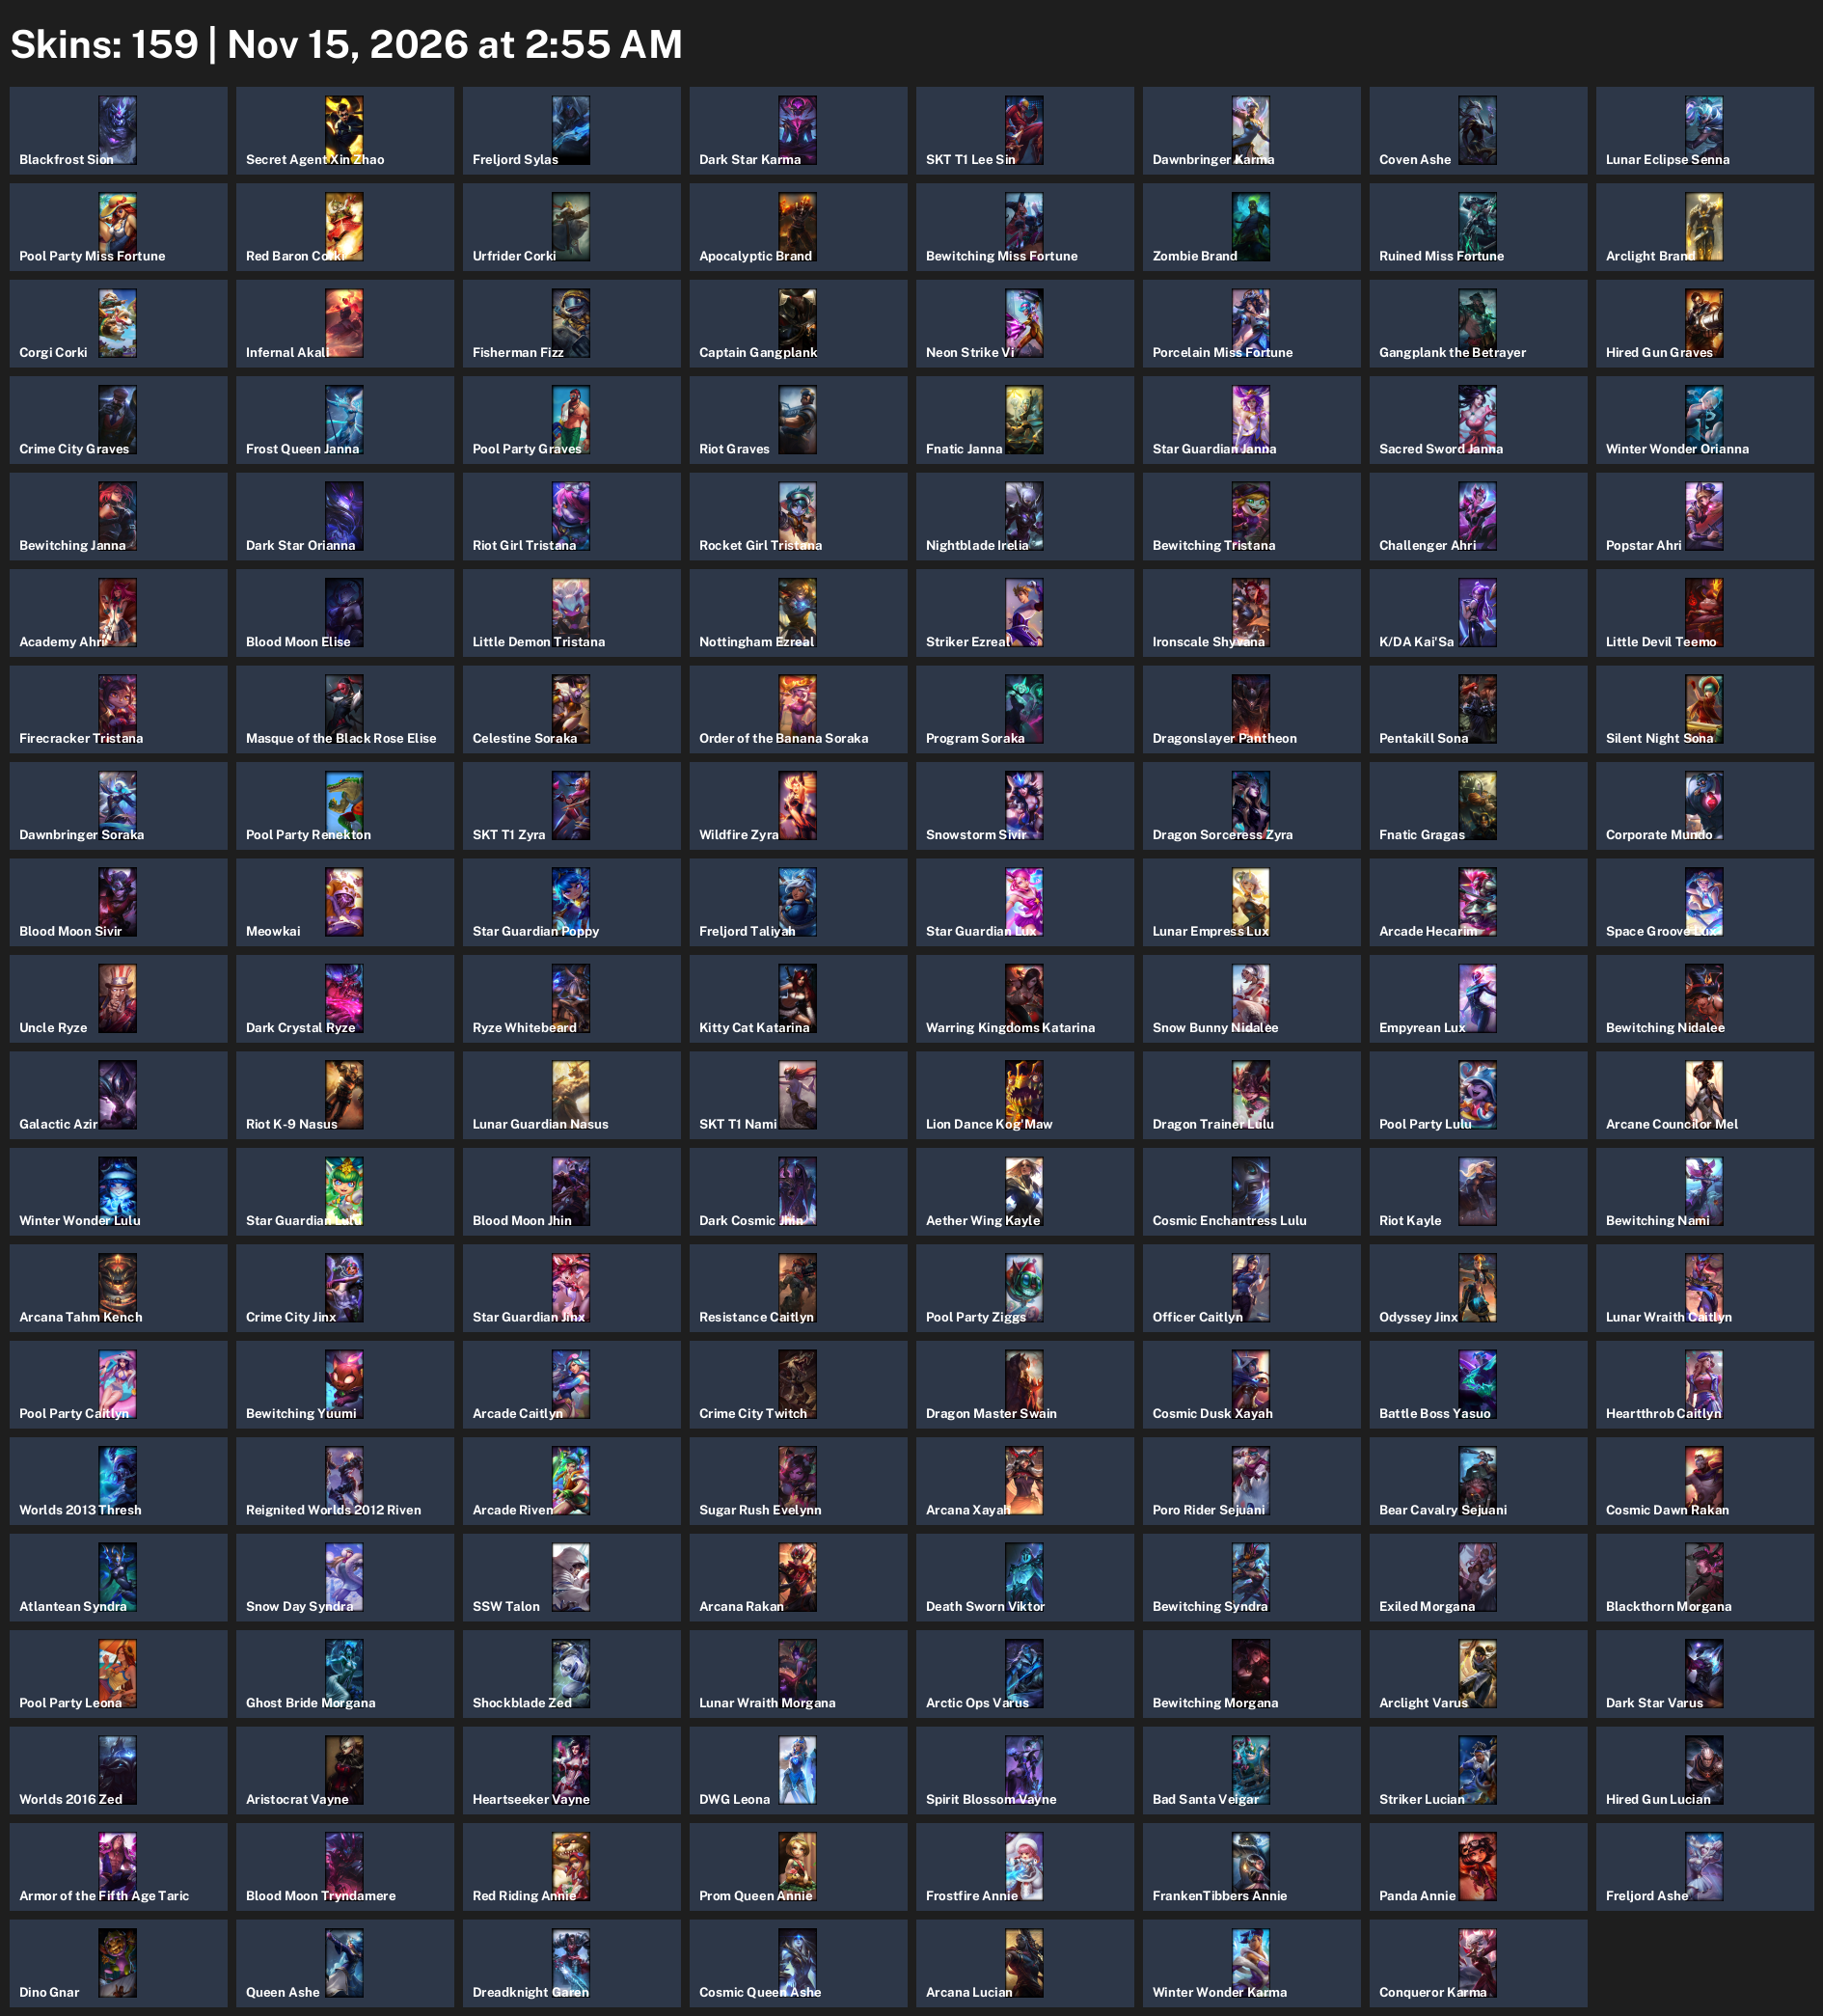 Skins: 159 | Nov 15, 2026 at 2:55 AM
Blackfrost Sion
Secret Agent Xin Zhao
Freljord Sylas
Dark Star Karma
SKT T1 Lee Sin
Dawnbringer Karma
Coven Ashe
Lunar Eclipse Senna
Pool Party Miss Fortune
Red Baron Corki
Urfrider Corki
Apocalyptic Brand
Bewitching Miss Fortune
Zombie Brand
Ruined Miss Fortune
Arclight Brand
Corgi Corki
Infernal Akali
Fisherman Fizz
Captain Gangplank
Neon Strike Vi
Porcelain Miss Fortune
Gangplank the Betrayer
Hired Gun Graves
Crime City Graves
Frost Queen Janna
Pool Party Graves
Riot Graves
Fnatic Janna
Star Guardian Janna
Sacred Sword Janna
Winter Wonder Orianna
Bewitching Janna
Dark Star Orianna
Riot Girl Tristana
Rocket Girl Tristana
Nightblade Irelia
Bewitching Tristana
Challenger Ahri
Popstar Ahri
Academy Ahri
Blood Moon Elise
Little Demon Tristana
Nottingham Ezreal
Striker Ezreal
Ironscale Shyvana
K/DA Kai'Sa
Little Devil Teemo
Firecracker Tristana
Masque of the Black Rose Elise
Celestine Soraka
Order of the Banana Soraka
Program Soraka
Dragonslayer Pantheon
Pentakill Sona
Silent Night Sona
Dawnbringer Soraka
Pool Party Renekton
SKT T1 Zyra
Wildfire Zyra
Snowstorm Sivir
Dragon Sorceress Zyra
Fnatic Gragas
Corporate Mundo
Blood Moon Sivir
Meowkai
Star Guardian Poppy
Freljord Taliyah
Star Guardian Lux
Lunar Empress Lux
Arcade Hecarim
Space Groove Lux
Uncle Ryze
Dark Crystal Ryze
Ryze Whitebeard
Kitty Cat Katarina
Warring Kingdoms Katarina
Snow Bunny Nidalee
Empyrean Lux
Bewitching Nidalee
Galactic Azir
Riot K-9 Nasus
Lunar Guardian Nasus
SKT T1 Nami
Lion Dance Kog'Maw
Dragon Trainer Lulu
Pool Party Lulu
Arcane Councilor Mel
Winter Wonder Lulu
Star Guardian Lulu
Blood Moon Jhin
Dark Cosmic Jhin
Aether Wing Kayle
Cosmic Enchantress Lulu
Riot Kayle
Bewitching Nami
Arcana Tahm Kench
Crime City Jinx
Star Guardian Jinx
Resistance Caitlyn
Pool Party Ziggs
Officer Caitlyn
Odyssey Jinx
Lunar Wraith Caitlyn
Pool Party Caitlyn
Bewitching Yuumi
Arcade Caitlyn
Crime City Twitch
Dragon Master Swain
Cosmic Dusk Xayah
Battle Boss Yasuo
Heartthrob Caitlyn
Worlds 2013 Thresh
Reignited Worlds 2012 Riven
Arcade Riven
Sugar Rush Evelynn
Arcana Xayah
Poro Rider Sejuani
Bear Cavalry Sejuani
Cosmic Dawn Rakan
Atlantean Syndra
Snow Day Syndra
SSW Talon
Arcana Rakan
Death Sworn Viktor
Bewitching Syndra
Exiled Morgana
Blackthorn Morgana
Pool Party Leona
Ghost Bride Morgana
Shockblade Zed
Lunar Wraith Morgana
Arctic Ops Varus
Bewitching Morgana
Arclight Varus
Dark Star Varus
Worlds 2016 Zed
Aristocrat Vayne
Heartseeker Vayne
DWG Leona
Spirit Blossom Vayne
Bad Santa Veigar
Striker Lucian
Hired Gun Lucian
Armor of the Fifth Age Taric
Blood Moon Tryndamere
Red Riding Annie
Prom Queen Annie
Frostfire Annie
FrankenTibbers Annie
Panda Annie
Freljord Ashe
Dino Gnar
Queen Ashe
Dreadknight Garen
Cosmic Queen Ashe
Arcana Lucian
Winter Wonder Karma
Conqueror Karma